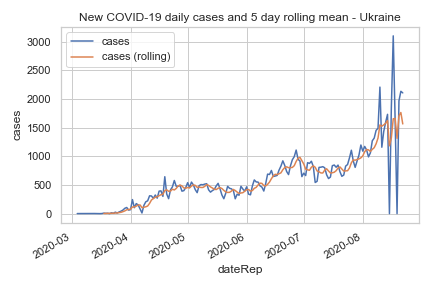 New COVID-19 daily cases and 5 day rolling mean - Ukraine
cases
cases (rolling)
3000
2500
2000
1500
1000
500
0
cases
2020-03
2020-04
2020-05
2020-06
2020-07
2020-08
dateRep